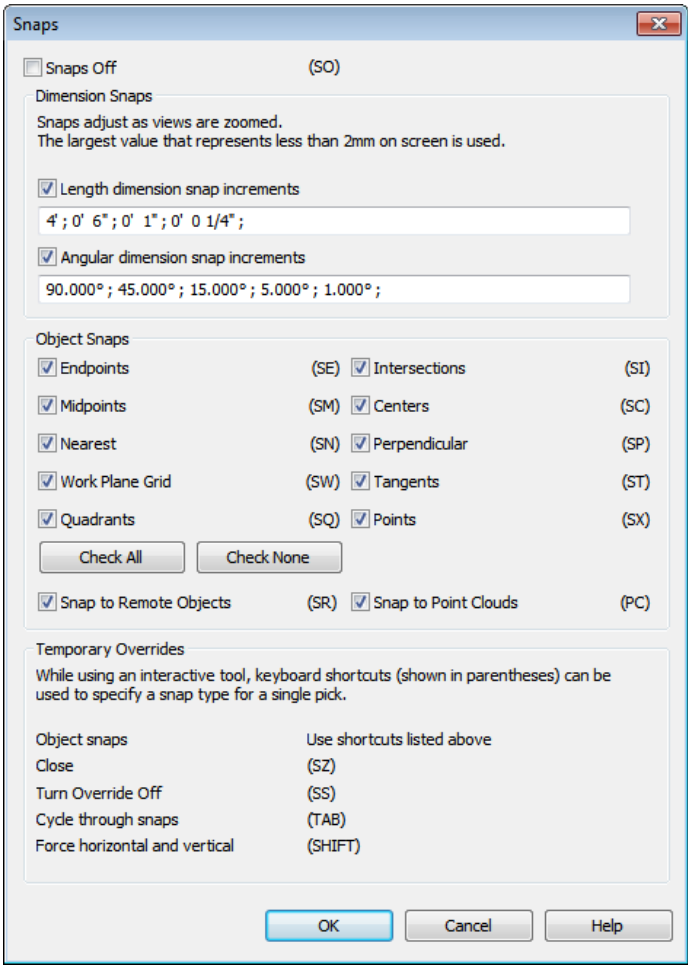 Snaps
Snaps Off (SO)
Dimension Snaps
Snaps adjust as views are zoomed.
The largest value that represents less than 2mm on screen is used.
Length dimension snap increments
4' ; 0' 6" ; 0' 1" ; 0' 0 1/4" ;
Angular dimension snap increments
90.000° ; 45.000° ; 15.000° ; 5.000° ; 1.000° ;
Object Snaps
Endpoints (SE) Intersections (SI)
Midpoints (SM) Centers (SC)
Nearest (SN) Perpendicular (SP)
Work Plane Grid (SW) Tangents (ST)
Quadrants (SQ) Points (SX)
Check All Check None
Snap to Remote Objects (SR) Snap to Point Clouds (PC)
Temporary Overrides
While using an interactive tool, keyboard shortcuts (shown in parentheses) can be
used to specify a snap type for a single pick.
Object snaps Use shortcuts listed above
Close (SZ)
Turn Override Off (SS)
Cycle through snaps (TAB)
Force horizontal and vertical (SHIFT)
OK Cancel Help